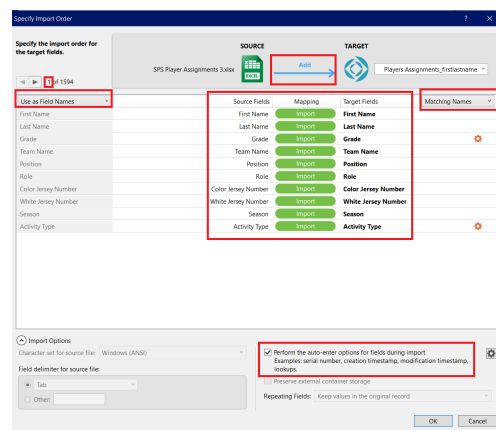 Specify Import Order
? ×
Specify the import order for
the target fields.
SOURCE
TARGET
SPS Player Assignments 3.xlsx
EXCEL
Add
Players Assignments_firstlastname
1 of 1594
Use as Field Names
Source Fields Mapping Target Fields
Matching Names
First Name First Name Import First Name
Last Name Last Name Import Last Name
Grade Grade Import Grade
Team Name Team Name Import Team Name
Position Position Import Position
Role Role Import Role
Color Jersey Number Color Jersey Number Import Color Jersey Number
White Jersey Number White Jersey Number Import White Jersey Number
Season Season Import Season
Activity Type Activity Type Import Activity Type
Import Options
Character set for source file: Windows (ANSI)
Field delimiter for source file:
Tab
Other:
Perform the auto-enter options for fields during import
Examples: serial number, creation timestamp, modification timestamp,
lookups.
Preserve external container storage
Repeating Fields: Keep values in the original record
OK Cancel